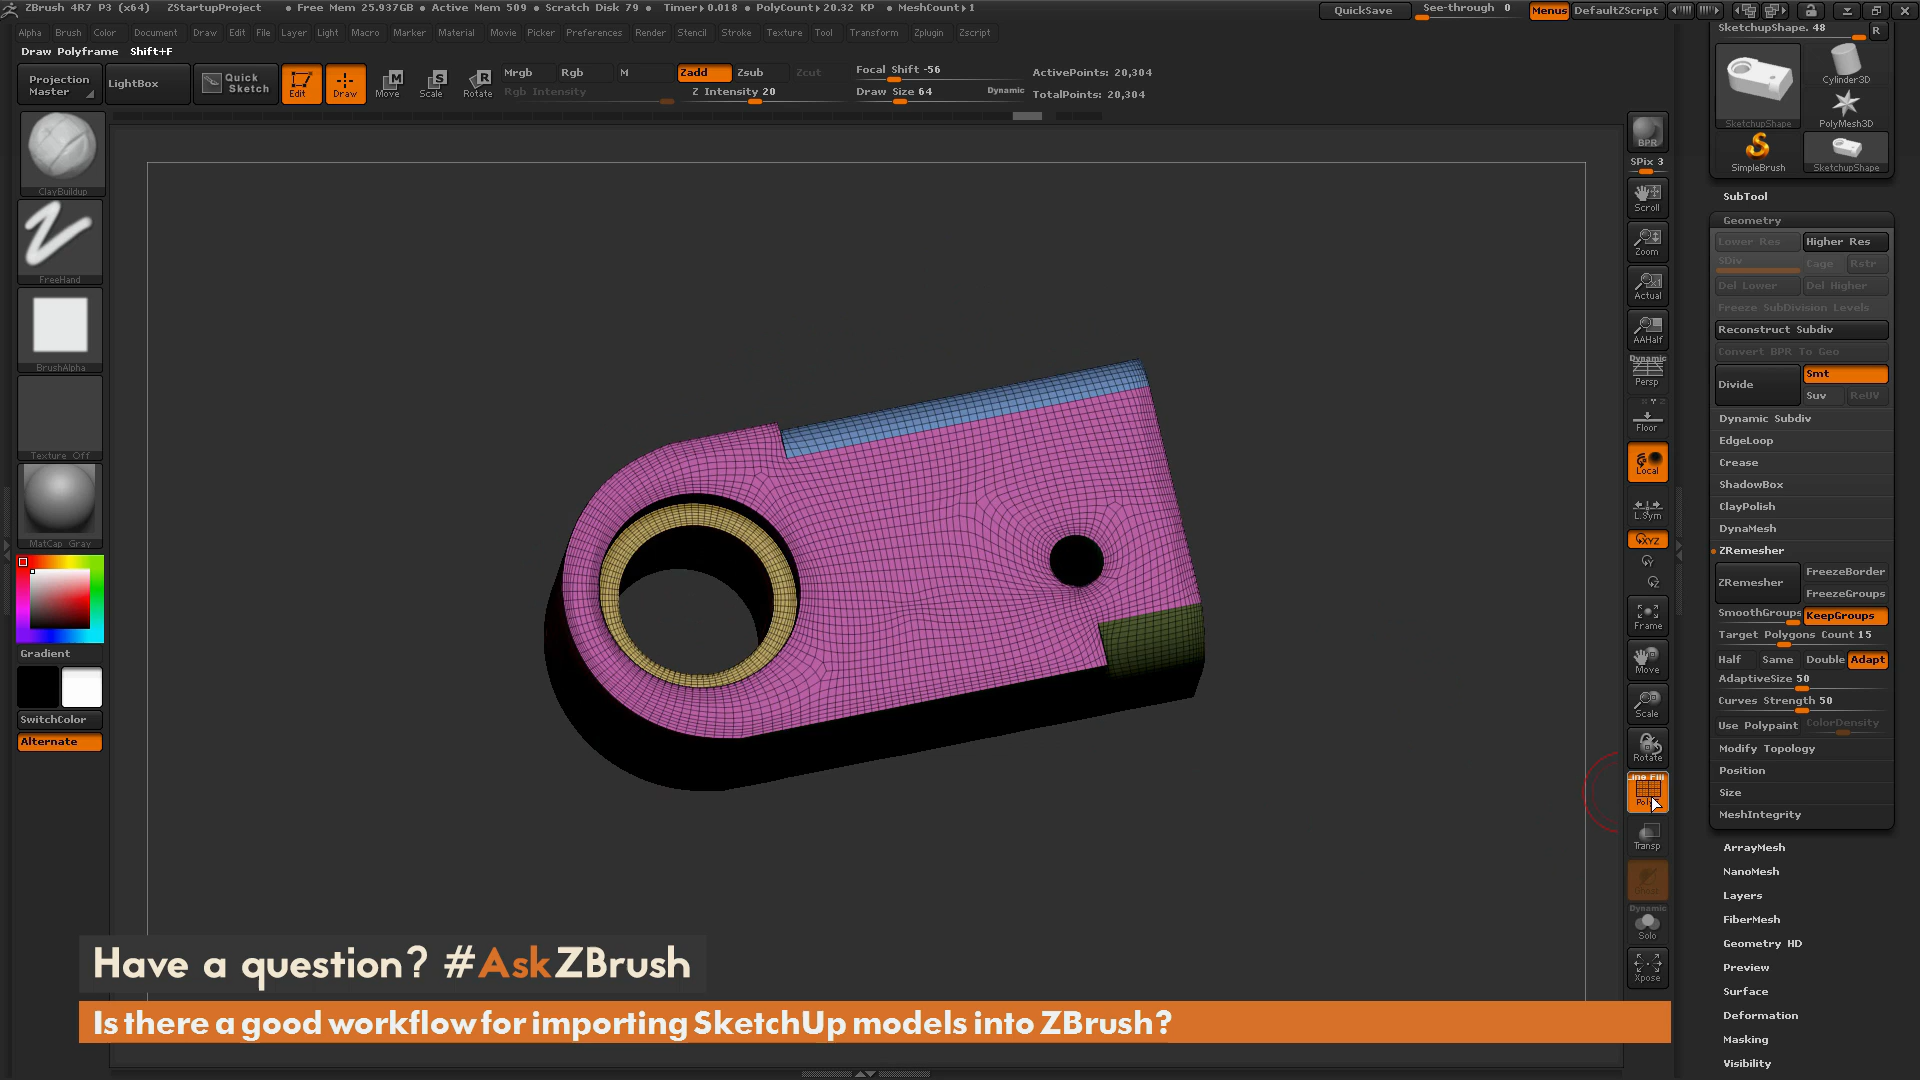 ZBrush 4R7 P3 (x64) ZStartupProject • Free Mem 25.937GB • Active Mem 509 • Scratch Disk 79 • Timer▸0.018 • PolyCount▸20.32 KP • MeshCount▸1 QuickSave See-through 0 Menus DefaultZScript
Alpha Brush Color Document Draw Edit File Layer Light Macro Marker Material Movie Picker Preferences Render Stencil Stroke Texture Tool Transform Zplugin Zscript
Draw Polyframe Shift+F
Projection Master
LightBox
Quick Sketch
Edit
Draw
Move
Scale
Rotate
Mrgb Rgb M Zadd Zsub Zcut
Rgb Intensity Z Intensity 20
Focal Shift -56
Draw Size 64 Dynamic
ActivePoints: 20,304
TotalPoints: 20,304
ClayBuildup
FreeHand
BrushAlpha
Texture Off
MatCap Gray
Gradient
SwitchColor
Alternate
BPR
SPix 3
Scroll
Zoom
Actual
AAHalf
Dynamic
Persp
Floor
Local
L.Sym
XYZ
Frame
Move
Scale
Rotate
Line Fill
Transp
Ghost
Dynamic
Solo
Xpose
SketchupShape. 48 R
SketchupShape
Cylinder3D
PolyMesh3D
SimpleBrush
SketchupShape
SubTool
Geometry
Lower Res Higher Res
SDiv Cage Rstr
Del Lower Del Higher
Freeze SubDivision Levels
Reconstruct Subdiv
Convert BPR To Geo
Divide Smt
Suv ReUV
Dynamic Subdiv
EdgeLoop
Crease
ShadowBox
ClayPolish
DynaMesh
ZRemesher
ZRemesher FreezeBorder
FreezeGroups
SmoothGroups KeepGroups
Target Polygons Count 15
Half Same Double Adapt
AdaptiveSize 50
Curves Strength 50
Use Polypaint ColorDensity
Modify Topology
Position
Size
MeshIntegrity
ArrayMesh
NanoMesh
Layers
FiberMesh
Geometry HD
Preview
Surface
Deformation
Masking
Visibility
Have a question? #AskZBrush
Is there a good workflow for importing SketchUp models into ZBrush?